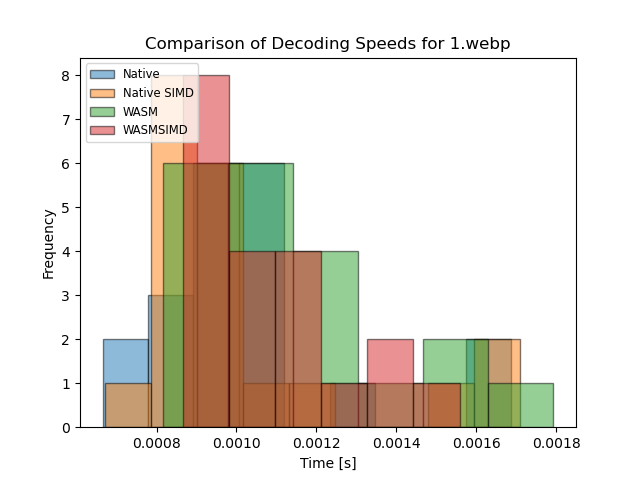 Comparison of Decoding Speeds for 1.webp
Native
Native SIMD
WASM
WASMSIMD
8
7
6
5
4
3
2
1
0
Frequency
0.0008 0.0010 0.0012 0.0014 0.0016 0.0018
Time [s]